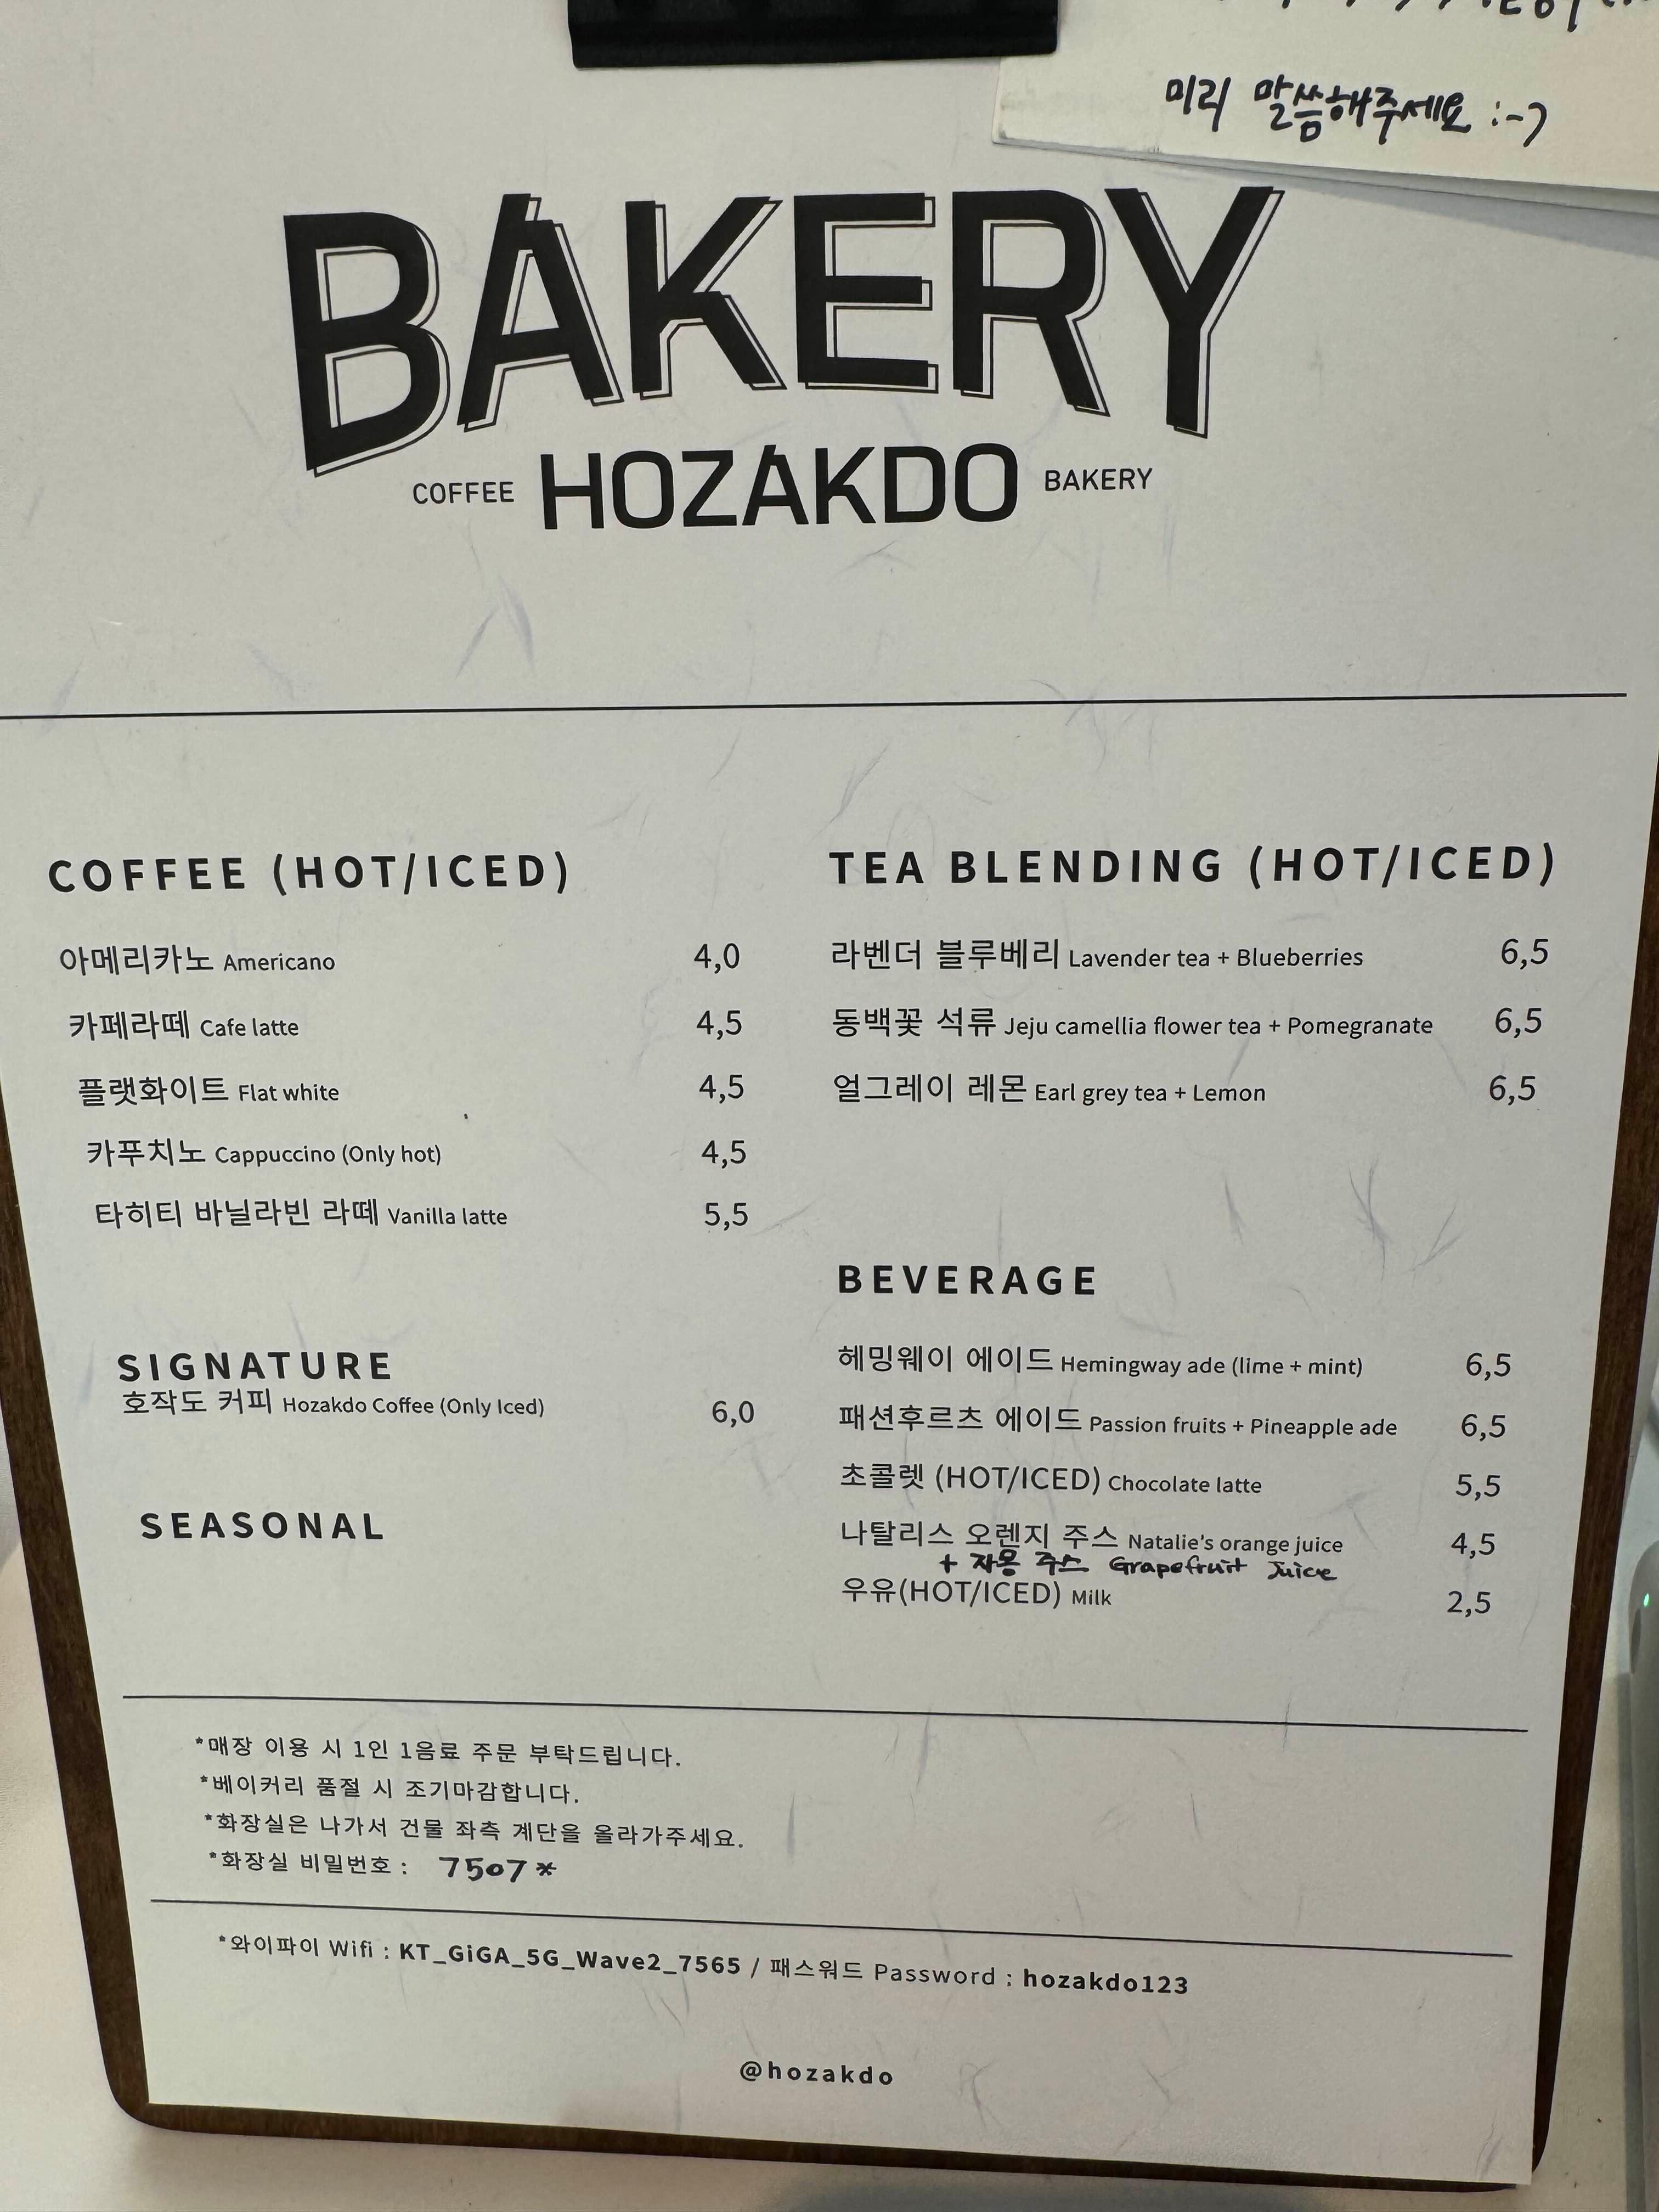 미리 말씀해주세요 :-)
BAKERY
COFFEE HOZAKDO BAKERY
COFFEE (HOT/ICED)
아메리카노 Americano 4,0
카페라떼 Cafe latte 4,5
플랫화이트 Flat white 4,5
카푸치노 Cappuccino (Only hot) 4,5
타히티 바닐라빈 라떼 Vanilla latte 5,5
SIGNATURE
호작도 커피 Hozakdo Coffee (Only Iced) 6,0
SEASONAL
TEA BLENDING (HOT/ICED)
라벤더 블루베리 Lavender tea + Blueberries 6,5
동백꽃 석류 Jeju camellia flower tea + Pomegranate 6,5
얼그레이 레몬 Earl grey tea + Lemon 6,5
BEVERAGE
헤밍웨이 에이드 Hemingway ade (lime + mint) 6,5
패션후르츠 에이드 Passion fruits + Pineapple ade 6,5
초콜렛 (HOT/ICED) Chocolate latte 5,5
나탈리스 오렌지 주스 Natalie's orange juice 4,5
+ 자몽 주스 Grapefruit Juice
우유(HOT/ICED) Milk 2,5
*매장 이용 시 1인 1음료 주문 부탁드립니다.
*베이커리 품절 시 조기마감합니다.
*화장실은 나가서 건물 좌측 계단을 올라가주세요.
*화장실 비밀번호 : 7507*
*와이파이 Wifi : KT_GiGA_5G_Wave2_7565 / 패스워드 Password : hozakdo123
@hozakdo